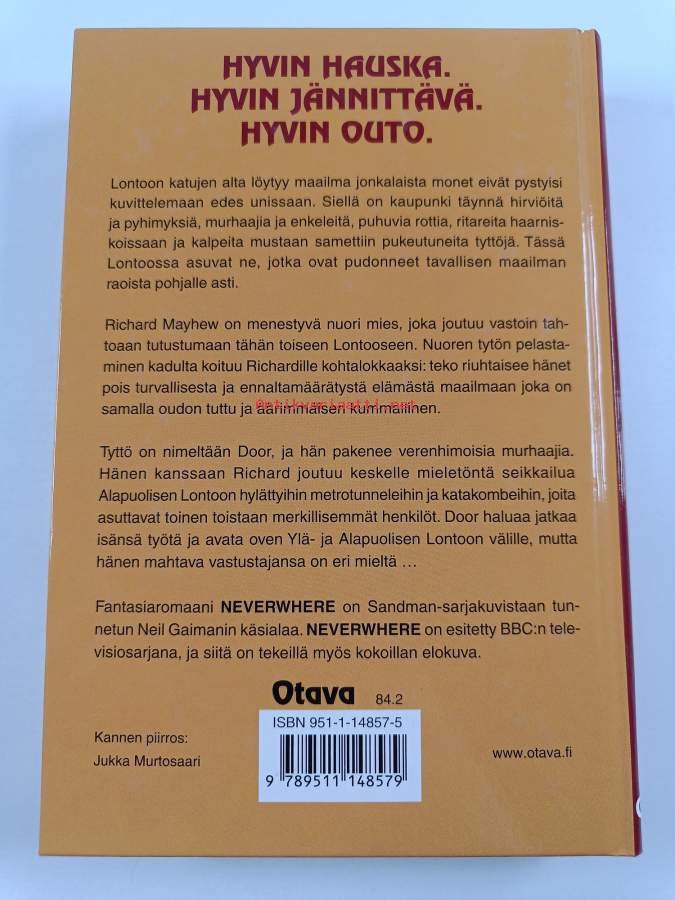 HYVIN HAUSKA.
HYVIN JÄNNITTÄVÄ.
HYVIN OUTO.
Lontoon katujen alta löytyy maailma jonkalaista monet eivät pystyisi
kuvittelemaan edes unissaan. Siellä on kaupunki täynnä hirviöitä
ja pyhimyksiä, murhaajia ja enkeleitä, puhuvia rottia, ritareita haarnis-
koissaan ja kalpeita mustaan samettiin pukeutuneita tyttöjä. Tässä
Lontoossa asuvat ne, jotka ovat pudonneet tavallisen maailman
raoista pohjalle asti.
Richard Mayhew on menestyvä nuori mies, joka joutuu vastoin tah-
toaan tutustumaan tähän toiseen Lontooseen. Nuoren tytön pelasta-
minen kadulta koituu Richardille kohtalokkaaksi: teko riuhtaisee hänet
pois turvallisesta ja ennaltamäärätystä elämästä maailmaan joka on
samalla oudon tuttu ja äärimmäisen kummallinen.
Antikvariaatti.net
Tyttö on nimeltään Door, ja hän pakenee verenhimoisia murhaajia.
Hänen kanssaan Richard joutuu keskelle mieletöntä seikkailua
Alapuolisen Lontoon hylättyihin metrotunneleihin ja katakombeihin, joita
asuttavat toinen toistaan merkillisemmät henkilöt. Door haluaa jatkaa
isänsä työtä ja avata oven Ylä- ja Alapuolisen Lontoon välille, mutta
hänen mahtava vastustajansa on eri mieltä ...
Fantasiaromaani NEVERWHERE on Sandman-sarjakuvistaan tun-
netun Neil Gaimanin käsialaa. NEVERWHERE on esitetty BBC:n tele-
visiosarjana, ja siitä on tekeillä myös kokoillan elokuva.
Otava 84.2
ISBN 951-1-14857-5
Kannen piirros:
Jukka Murtosaari
www.otava.fi
9 789511 148579